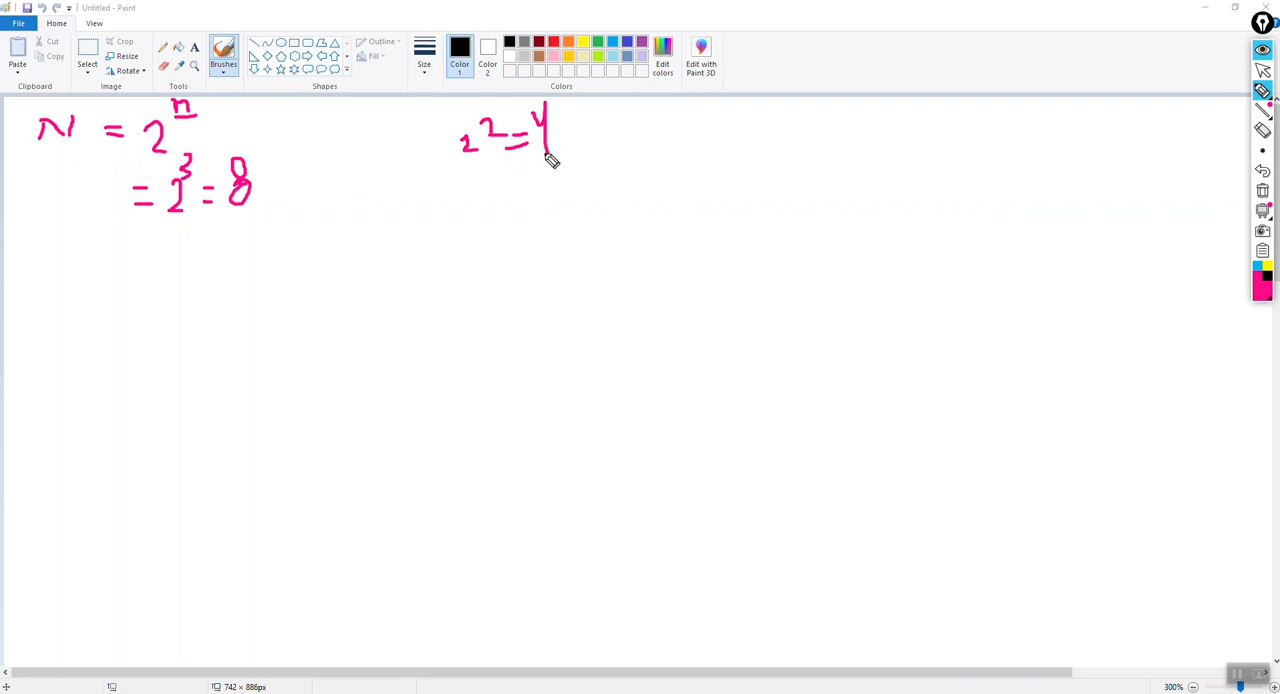 Untitled - Paint
File Home View
Paste
Cut
Copy
Clipboard
Select
Crop
Resize
Rotate
Image
Tools
Brushes
Outline
Fill
Shapes
Size
Color 1
Color 2
Edit colors
Edit with Paint 3D
Colors
N = 2^n
= 2^3 = 8
2^2 = 4
742 × 886px
300%